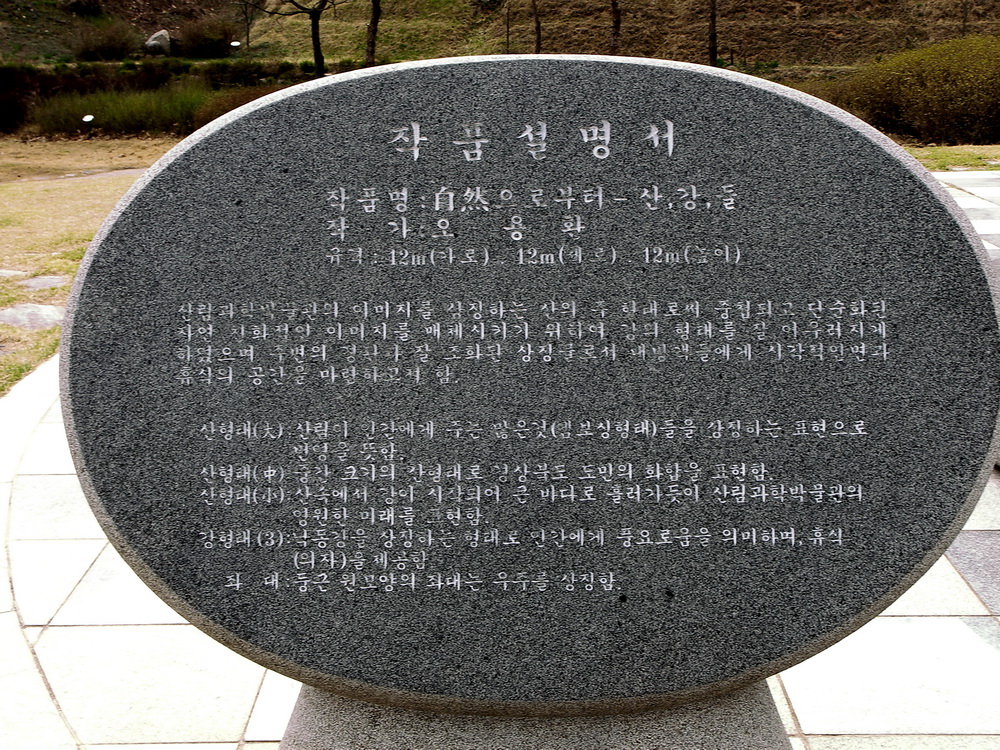 작품설명서
작품명:自然으로부터-산,강,들
작 가:오 용 화
규격:12m(가로) . 12m(세로) . 12m(높이)
산림과학박물관의 이미지를 상징하는 산의 축 형태로써 중첩되고 단순화된
자연 친화적인 이미지를 매체시키기 위하여 강의 형태를 잘 어우러지게
하였으며 주변의 경관과 잘 조화된 상징물로서 내방객들에게 시각적인면과
휴식의 공간을 마련하고저 함.
산형태(大):산림이 인간에게 주는 많은것(심보싱형태)들을 상징하는 표현으로
번영을 뜻함.
산형태(中):중간 크기의 산형태로 경상북도 도민의 화합을 표현함.
산형태(小):산속에서 강이 시작되어 큰 바다로 흘러가듯이 산림과학박물관의
영원한 미래를 표현함.
강형태(3):낙동강을 상징하는 형태로 인간에게 풍요로움을 의미하며, 휴식
(의자)을 제공함
좌 대:둥근 원모양의 좌대는 우주를 상징함.